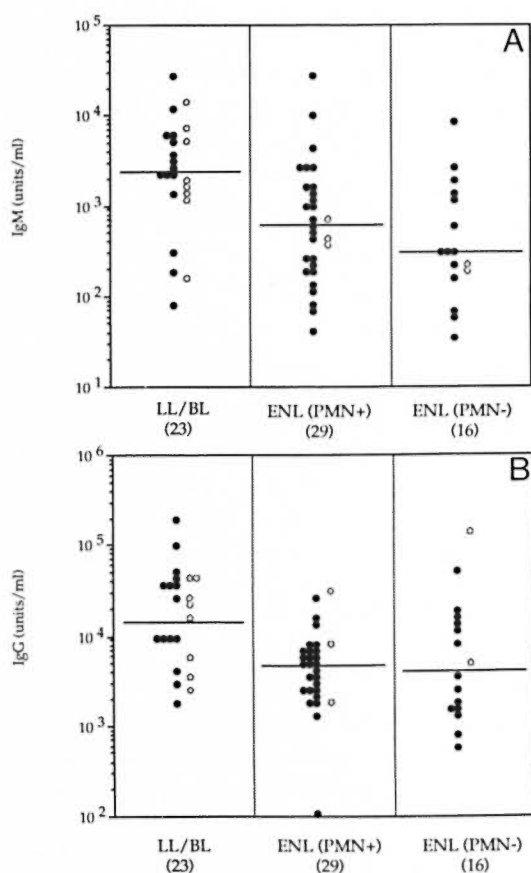 A
10^5
10^4
10^3
10^2
10^1
IgM (units/ml)
LL/BL
(23)
ENL (PMN+)
(29)
ENL (PMN-)
(16)
B
10^6
10^5
10^4
10^3
10^2
IgG (units/ml)
LL/BL
(23)
ENL (PMN+)
(29)
ENL (PMN-)
(16)